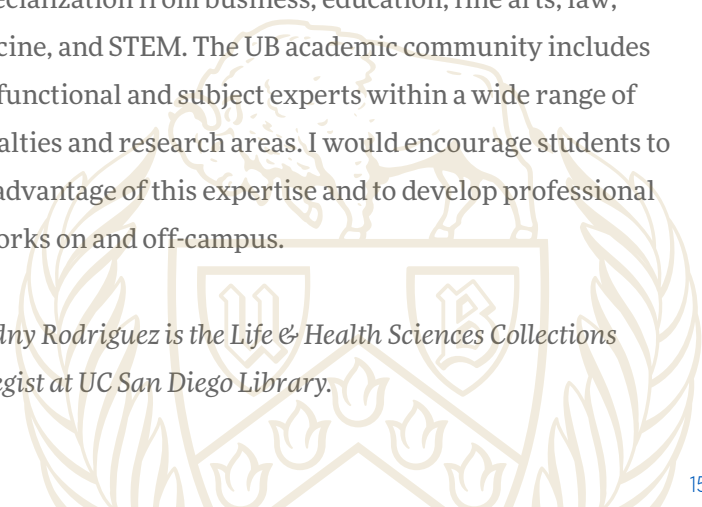 ecialization from business, education, fine arts, law,
cine, and STEM. The UB academic community includes
functional and subject experts within a wide range of
alties and research areas. I would encourage students to
advantage of this expertise and to develop professional
orks on and off-campus.
dny Rodriguez is the Life & Health Sciences Collections
egist at UC San Diego Library.
U B
15